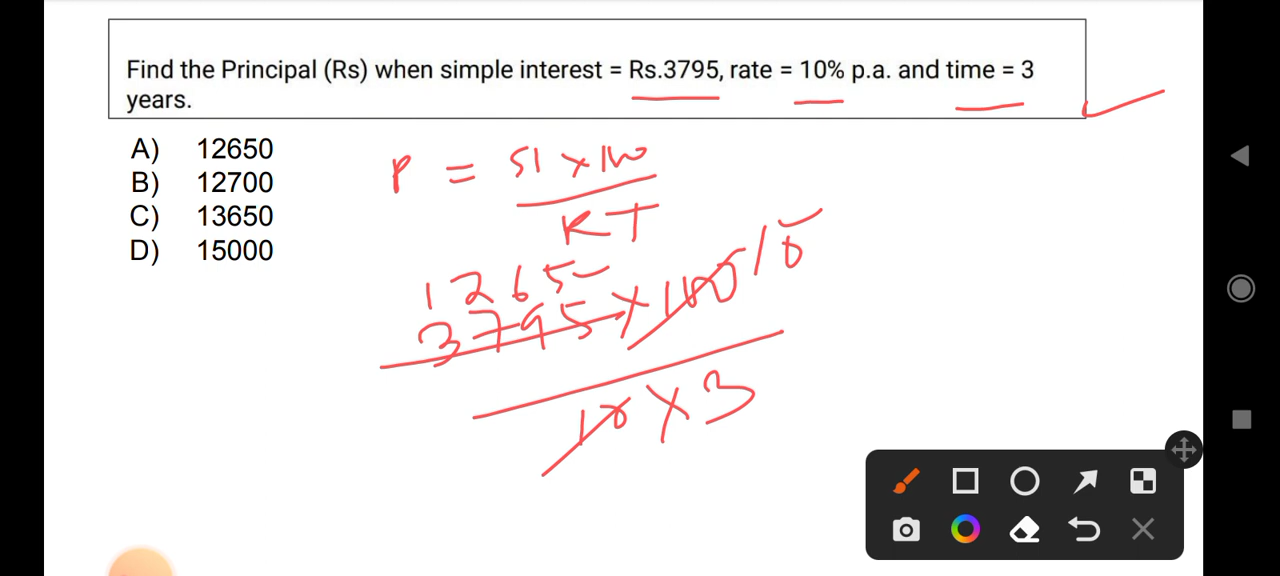 Find the Principal (Rs) when simple interest = Rs.3795, rate = 10% p.a. and time = 3
years.
A) 12650
B) 12700
C) 13650
D) 15000
P = SI × 100
RT
1265
3795 × 100 10
10 × 3